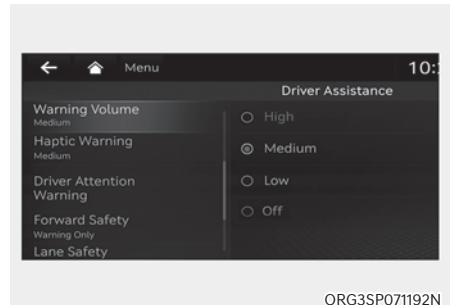 Menu
10:
Driver Assistance
Warning Volume
Medium
Haptic Warning
Medium
Driver Attention
Warning
Forward Safety
Warning Only
Lane Safety
High
Medium
Low
Off
ORG3SP071192N